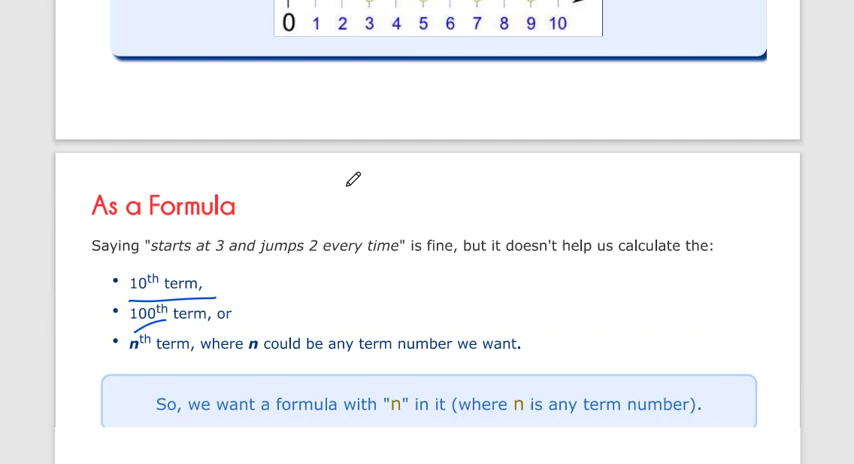 0 1 2 3 4 5 6 7 8 9 10
As a Formula
Saying "starts at 3 and jumps 2 every time" is fine, but it doesn't help us calculate the:
• 10th term,
• 100th term, or
• nth term, where n could be any term number we want.
So, we want a formula with "n" in it (where n is any term number).